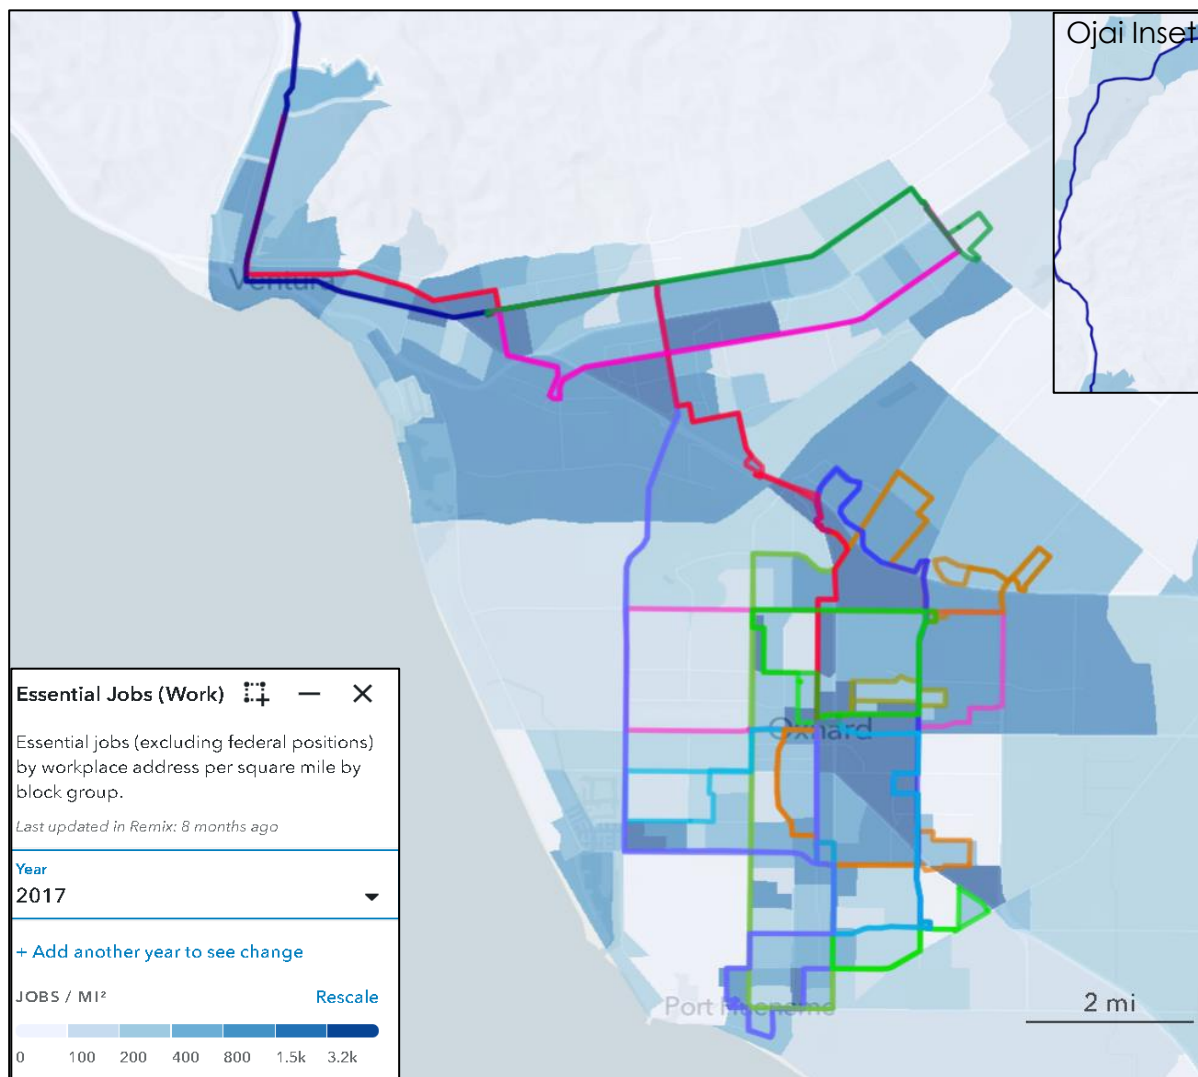 Ojai Inset
Ventura
Essential Jobs (Work)
Essential jobs (excluding federal positions)
by workplace address per square mile by
block group.
Last updated in Remix: 8 months ago
Year
2017
+ Add another year to see change
JOBS / MI² Rescale
0 100 200 400 800 1.5k 3.2k
Oxnard
Port Hueneme
2 mi